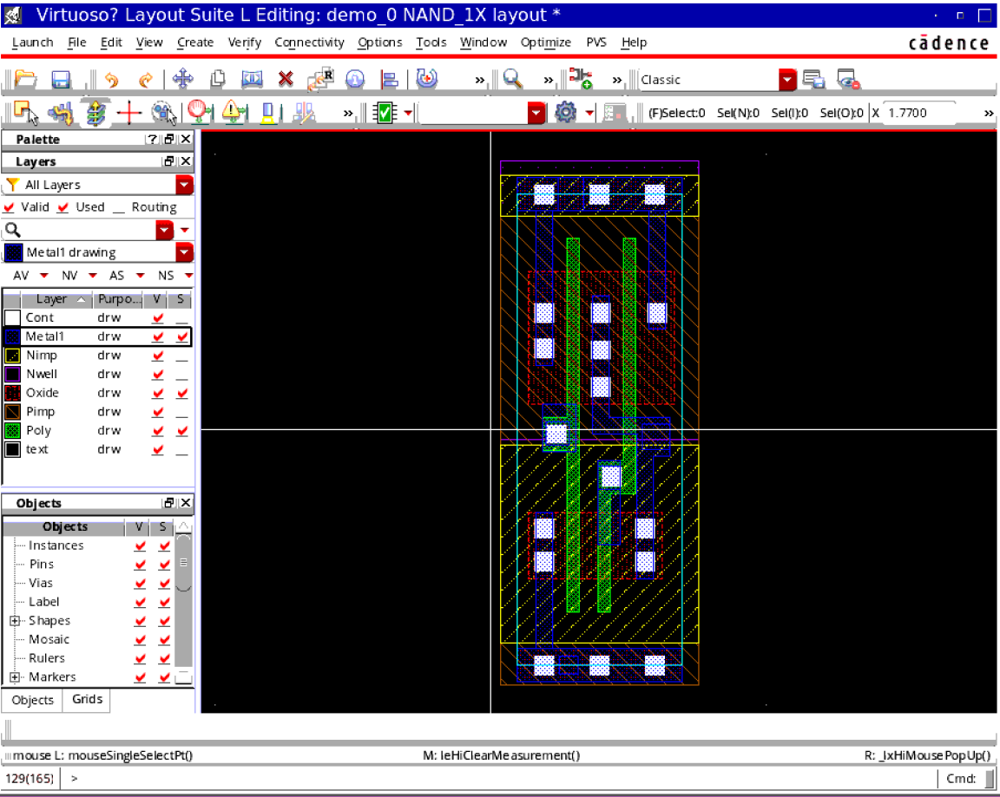 Virtuoso? Layout Suite L Editing: demo_0 NAND_1X layout *
Launch File Edit View Create Verify Connectivity Options Tools Window Optimize PVS Help cādence
R » » » Classic
» (F)Select:0 Sel(N):0 Sel(I):0 Sel(O):0 X 1.7700 »
Palette ?
Layers
All Layers
Valid Used Routing
Metal1 drawing
AV NV AS NS
Layer Purpo... V S
Cont drw
Metal1 drw
Nimp drw
Nwell drw
Oxide drw
Pimp drw
Poly drw
text drw
Objects
Objects V S
Instances
Pins
Vias
Label
Shapes
Mosaic
Rulers
Markers
Objects Grids
mouse L: mouseSingleSelectPt() M: leHiClearMeasurement() R: _lxHiMousePopUp()
129(165) > Cmd: